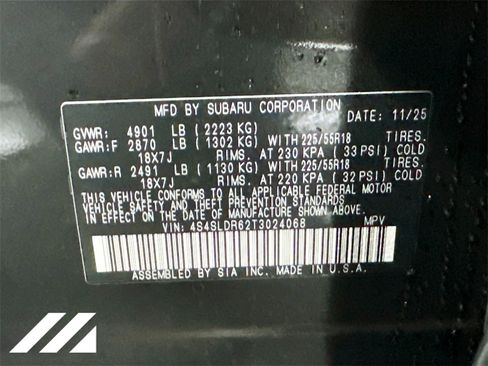 MFD BY SUBARU CORPORATION
DATE: 11/25
GVWR: 4901 LB (2223 KG)
GAWR:F 2870 LB (1302 KG) WITH 225/55R18 TIRES.
18X7J RIMS. AT 230 KPA (33 PSI) COLD
GAWR:R 2491 LB (1130 KG) WITH 225/55R18 TIRES.
18X7J RIMS. AT 220 KPA (32 PSI) COLD
THIS VEHICLE CONFORMS TO ALL APPLICABLE FEDERAL MOTOR
VEHICLE SAFETY AND THEFT PREVENTION STANDARDS
IN EFFECT ON THE DATE OF MANUFACTURE SHOWN ABOVE.
VIN: 4S4SLDR62T3024068 MPV
ASSEMBLED BY SIA INC. MADE IN U.S.A.